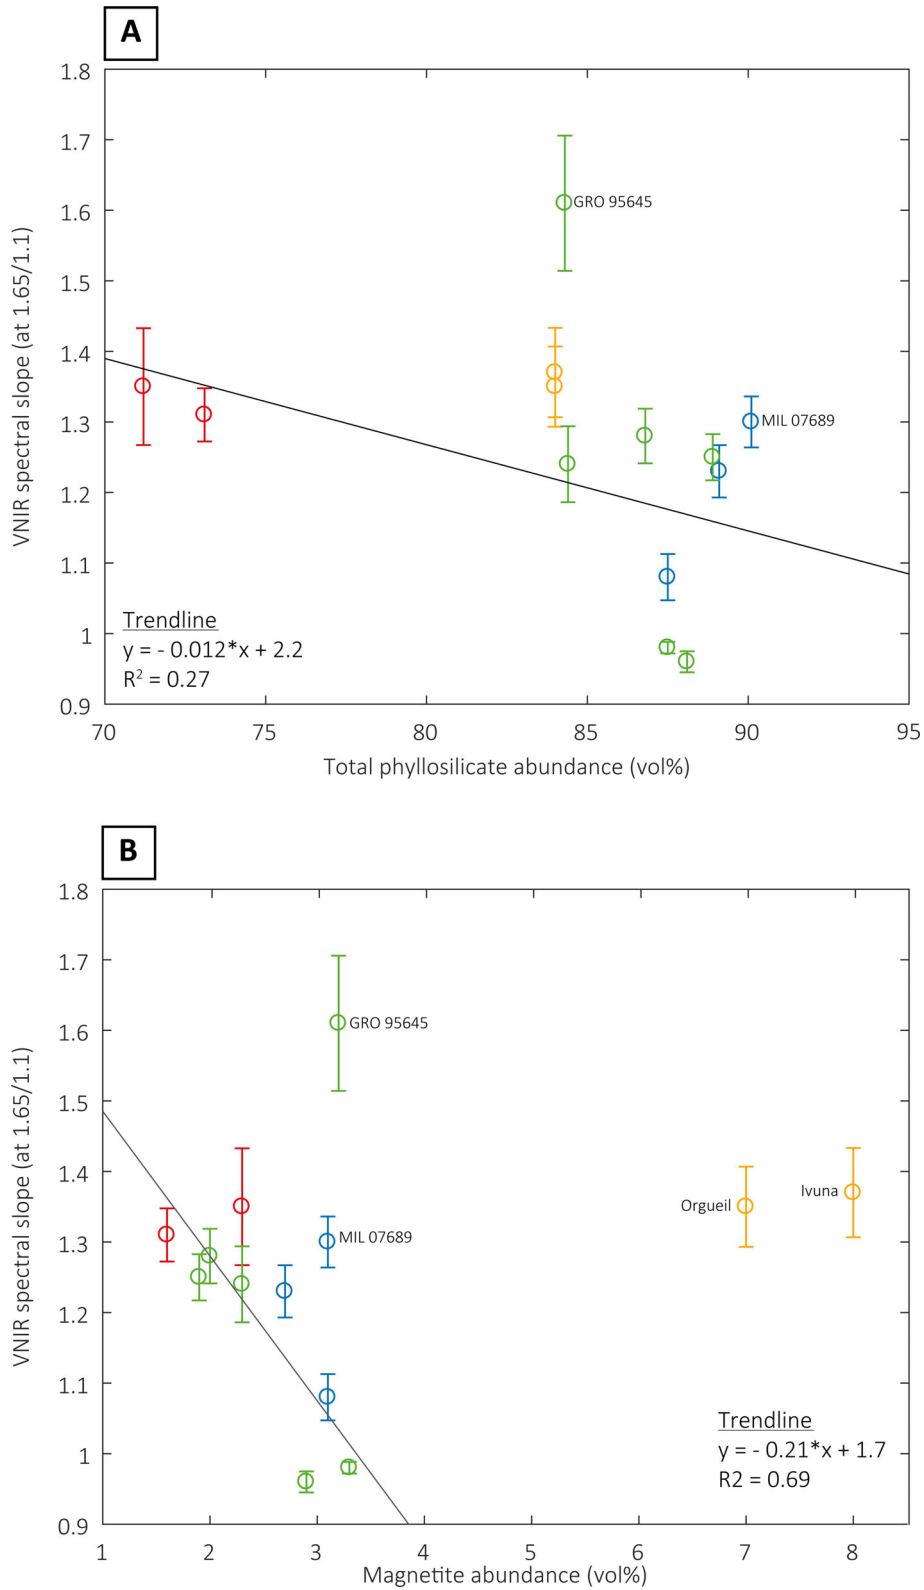 A
1.8
1.7
1.6
1.5
1.4
1.3
1.2
1.1
1
0.9
VNIR spectral slope (at 1.65/1.1)
GRO 95645
MIL 07689
Trendline
y = - 0.012*x + 2.2
R² = 0.27
70 75 80 85 90 95
Total phyllosilicate abundance (vol%)
B
1.8
1.7
1.6
1.5
1.4
1.3
1.2
1.1
1
0.9
VNIR spectral slope (at 1.65/1.1)
GRO 95645
Ivuna
Orgueil
MIL 07689
Trendline
y = - 0.21*x + 1.7
R2 = 0.69
1 2 3 4 5 6 7 8
Magnetite abundance (vol%)